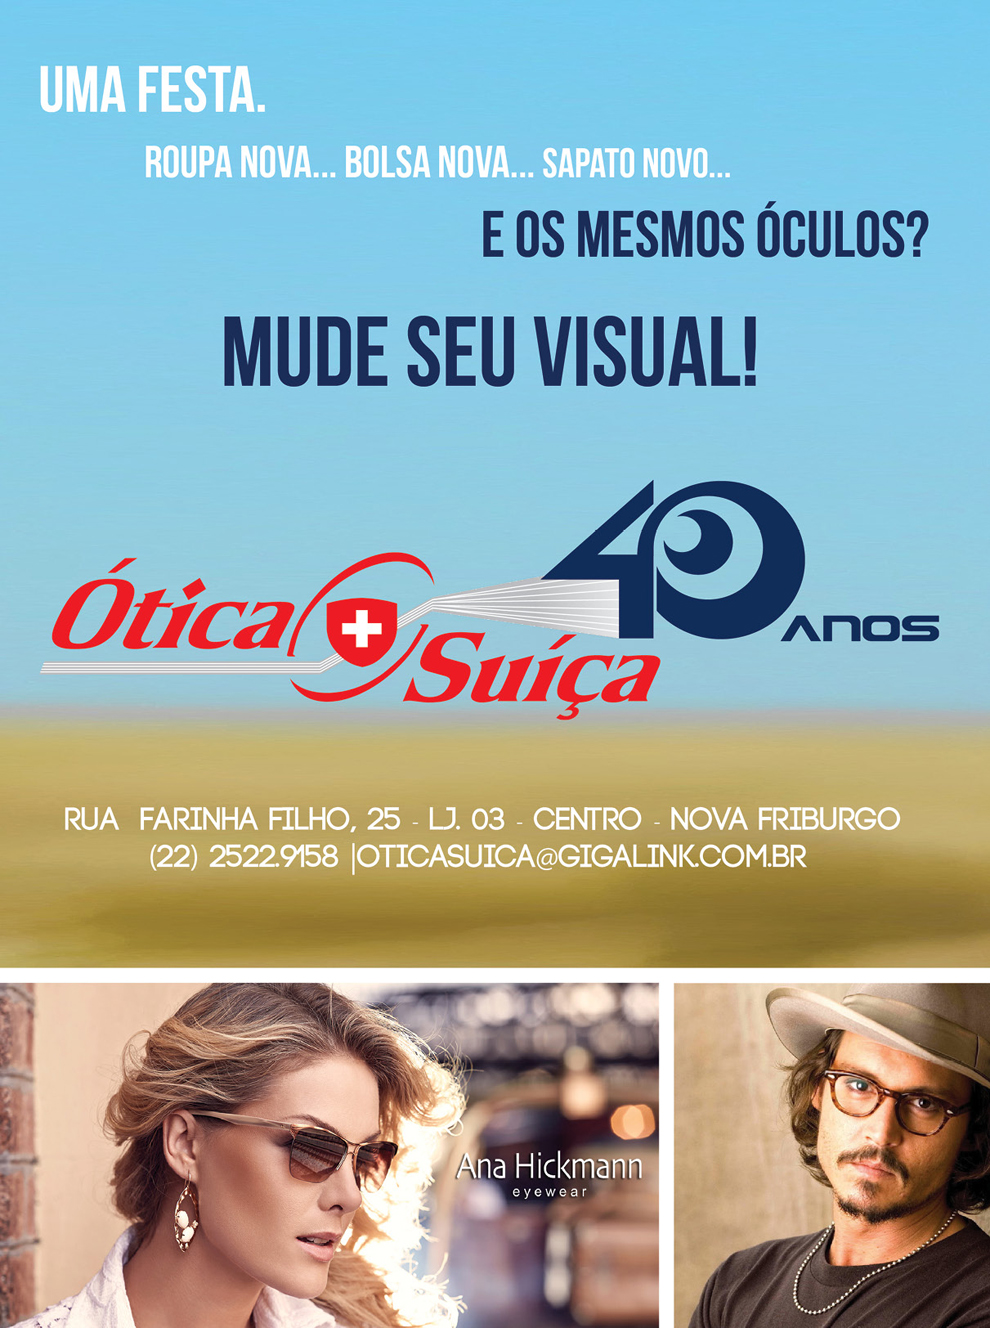 UMA FESTA.
ROUPA NOVA... BOLSA NOVA... SAPATO NOVO...
E OS MESMOS ÓCULOS?
MUDE SEU VISUAL!
40 ANOS
Ótica Suíça
RUA FARINHA FILHO, 25 - LJ. 03 - CENTRO - NOVA FRIBURGO
(22) 2522.9158 |OTICASUICA@GIGALINK.COM.BR
Ana Hickmann
eyewear